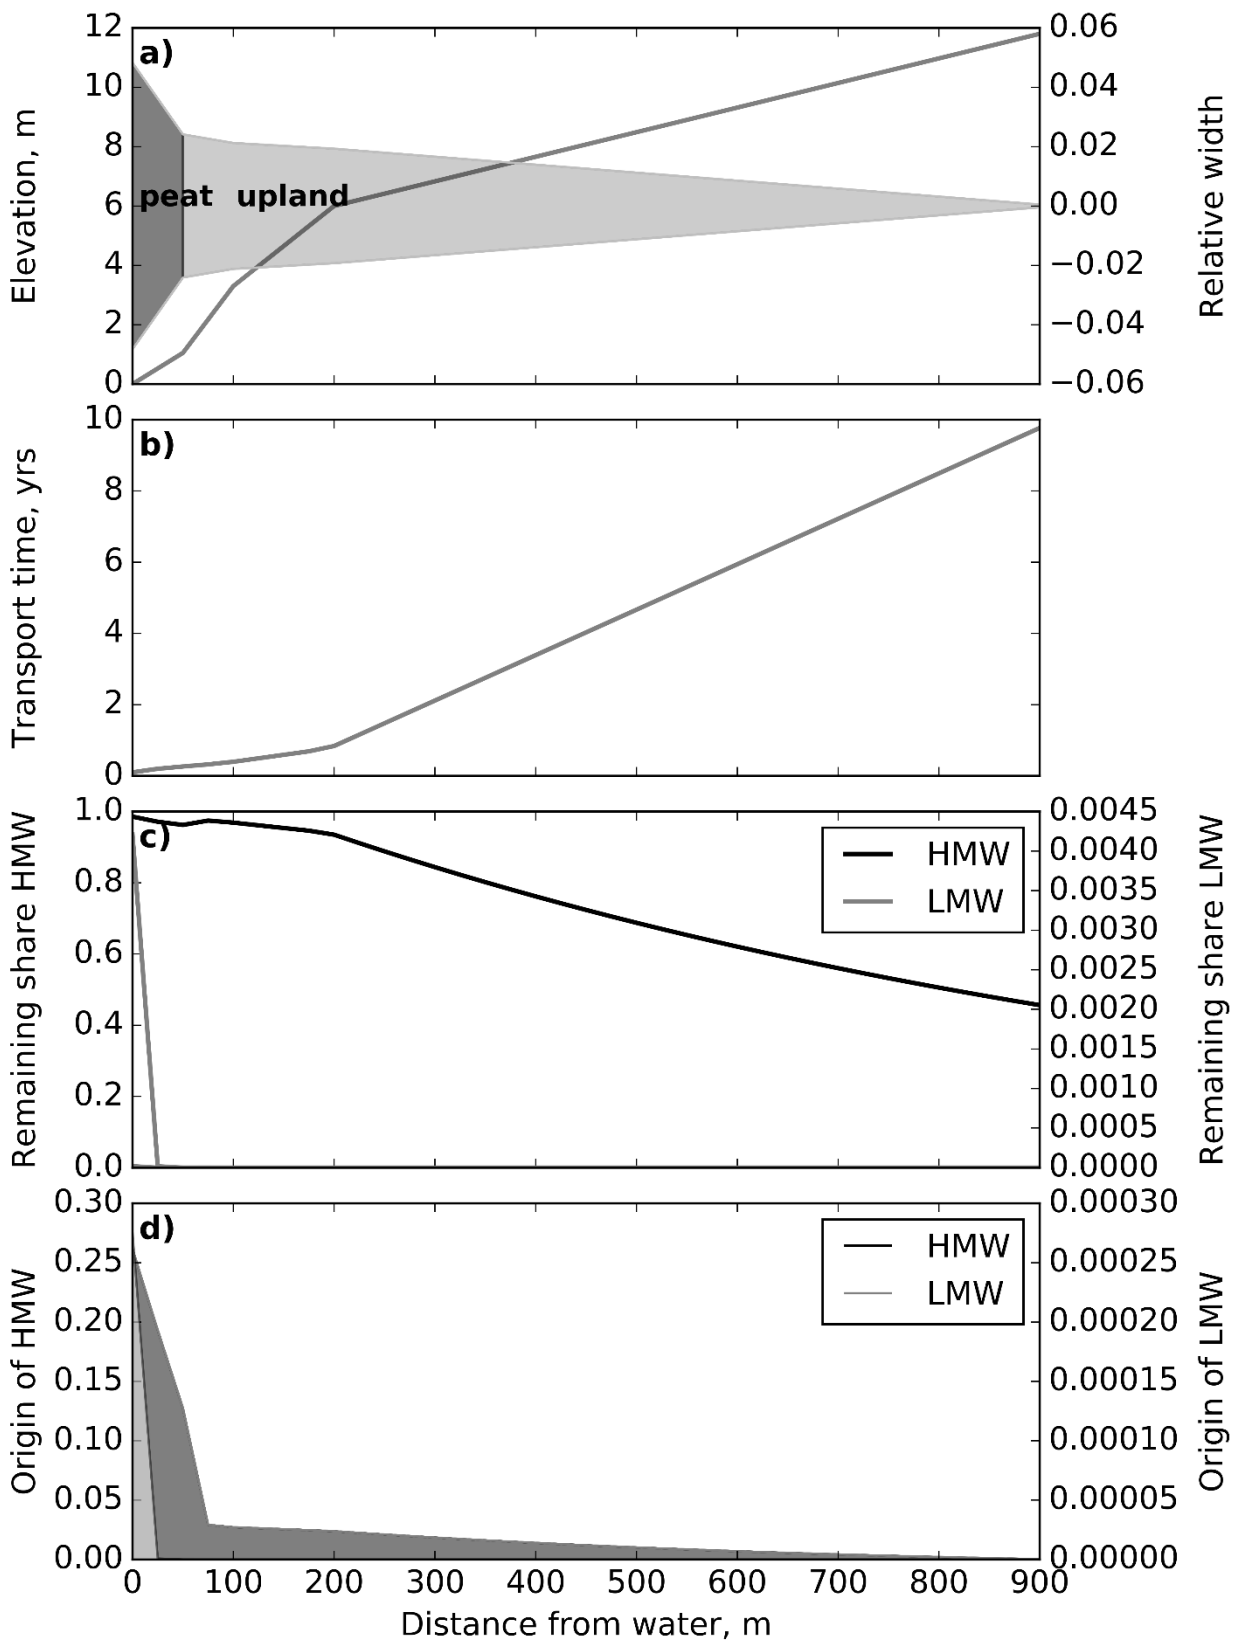 a)
12
10
8
6
4
2
0
Elevation, m
peat upland
0.06
0.04
0.02
0.00
−0.02
−0.04
−0.06
Relative width
b)
10
8
6
4
2
0
Transport time, yrs
c)
1.0
0.8
0.6
0.4
0.2
0.0
Remaining share HMW
HMW
LMW
0.0045
0.0040
0.0035
0.0030
0.0025
0.0020
0.0015
0.0010
0.0005
0.0000
Remaining share LMW
d)
0.30
0.25
0.20
0.15
0.10
0.05
0.00
Origin of HMW
HMW
LMW
0.00030
0.00025
0.00020
0.00015
0.00010
0.00005
0.00000
Origin of LMW
0 100 200 300 400 500 600 700 800 900
Distance from water, m